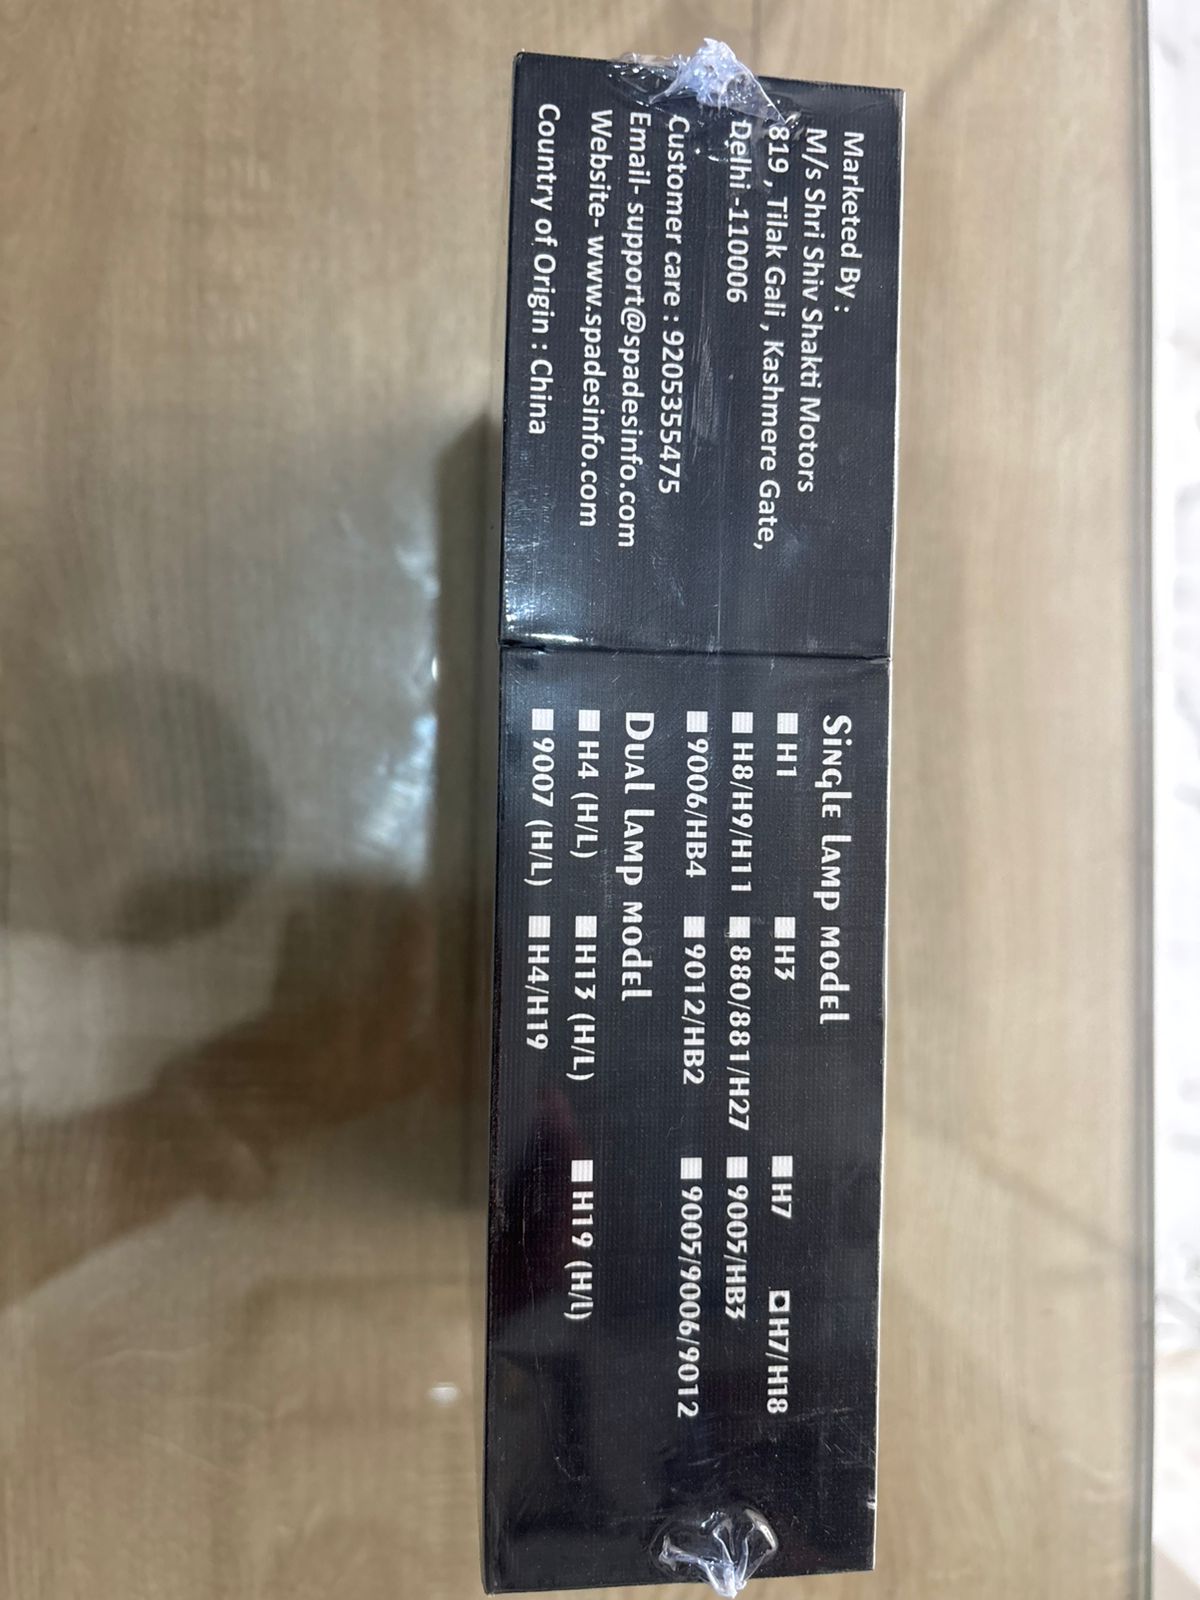 Marketed By :
M/s Shri Shiv Shakti Motors
819 , Tilak Gali , Kashmere Gate,
Delhi -110006
Customer care : 9205355475
Email- support@spadesinfo.com
Website- www.spadesinfo.com
Country of Origin : China
Single Lamp model
H1 H3 H7 H7/H18
H8/H9/H11 880/881/H27 9005/HB3
9006/HB4 9012/HB2 9005/9006/9012
Dual Lamp model
H4 (H/L) H13 (H/L) H19 (H/L)
9007 (H/L) H4/H19